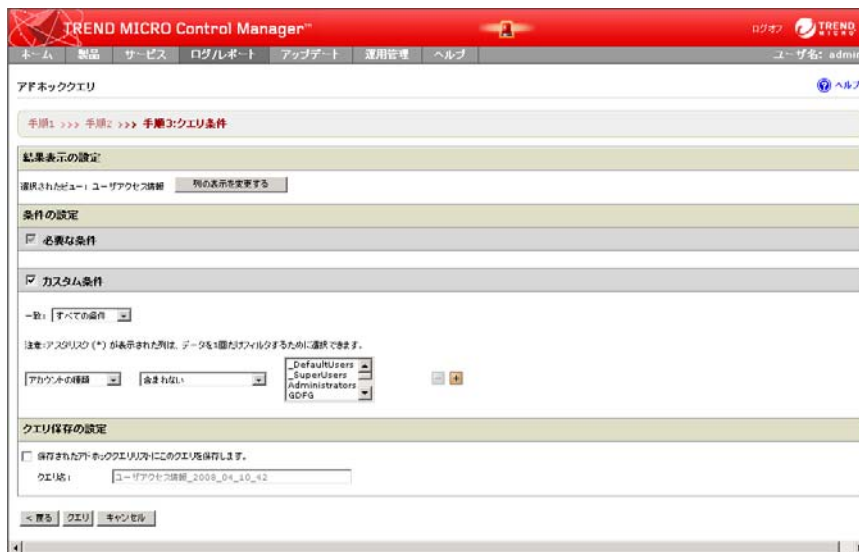 TREND MICRO Control Manager™
ログオフ
TREND MICRO
ホーム 製品 サービス ログ/レポート アップデート 運用管理 ヘルプ
ユーザ名: admin
アドホッククエリ
ヘルプ
手順1 >>> 手順2 >>> 手順3:クエリ条件
結果表示の設定
選択されたビュー: ユーザアクセス情報 列の表示を変更する
条件の設定
必要な条件
カスタム条件
一致: すべての条件
注意:アスタリスク (*) が表示された列は、データを1回だけフィルタするために選択できます。
アカウントの種類 含まれない
_DefaultUsers
_SuperUsers
Administrators
GDFG
クエリ保存の設定
保存されたアドホッククエリリストにこのクエリを保存します。
クエリ名: ユーザアクセス情報_2008_04_10_42
< 戻る クエリ キャンセル